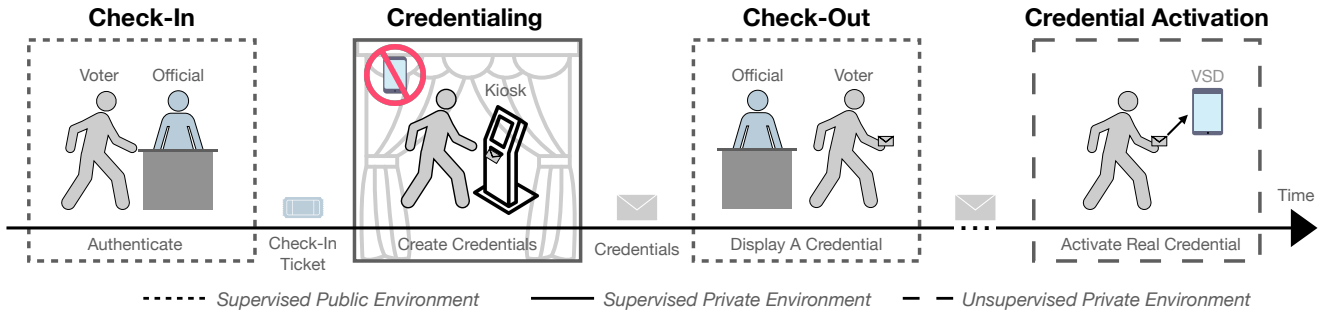 Check-In
Credentialing
Check-Out
Credential Activation
Voter
Official
Kiosk
Official
Voter
VSD
Time
Authenticate
Check-In
Ticket
Create Credentials
Credentials
Display A Credential
Activate Real Credential
Supervised Public Environment
Supervised Private Environment
Unsupervised Private Environment